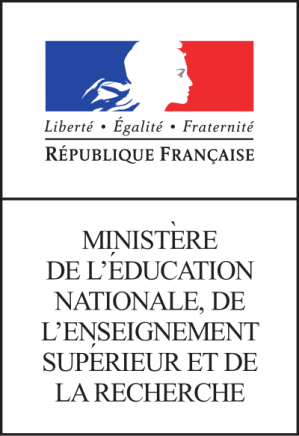 Liberté • Égalité • Fraternité
RÉPUBLIQUE FRANÇAISE
MINISTÈRE
DE L'ÉDUCATION
NATIONALE, DE
L'ENSEIGNEMENT
SUPÉRIEUR ET DE
LA RECHERCHE